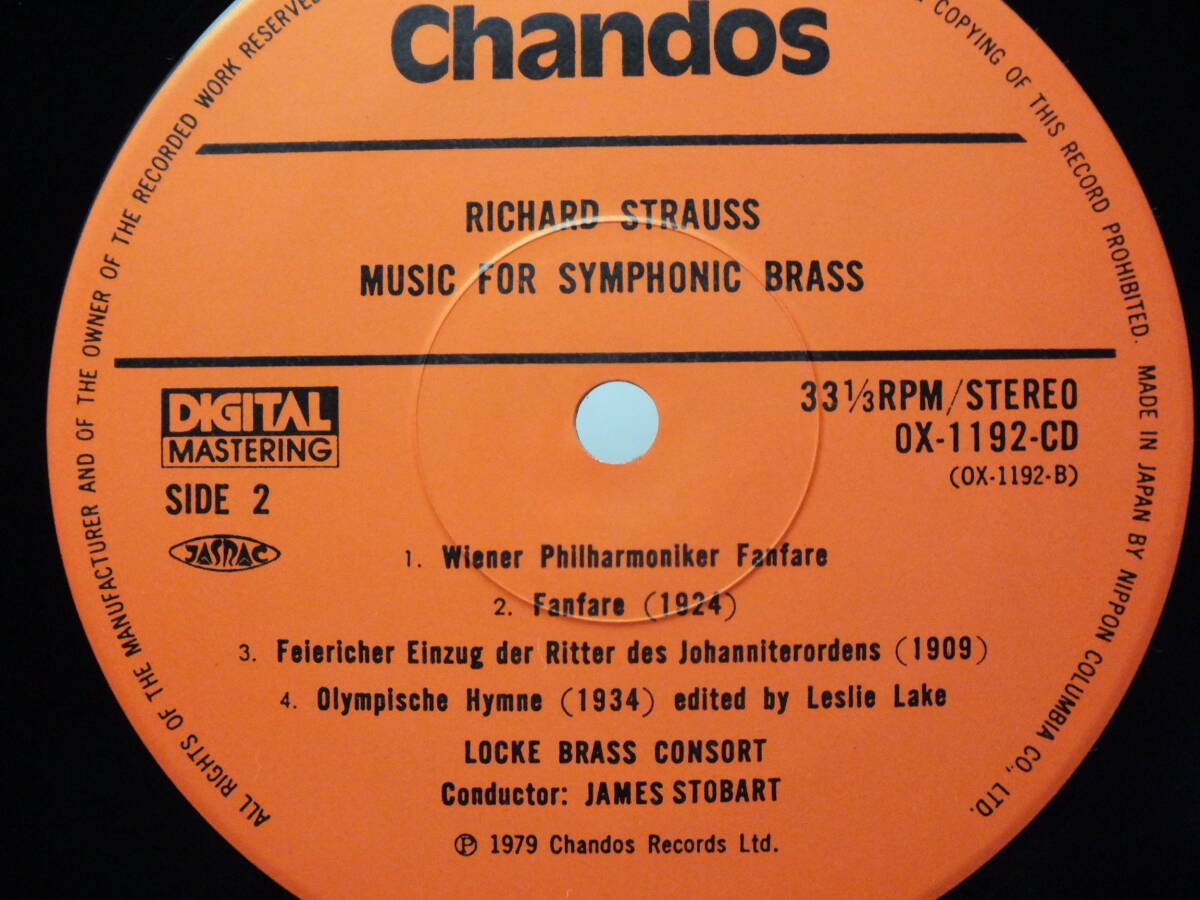 Chandos
RICHARD STRAUSS
MUSIC FOR SYMPHONIC BRASS
DIGITAL
MASTERING
SIDE 2
JASRAC
33 1/3 RPM/STEREO
OX-1192-CD
(OX-1192-B)
1. Wiener Philharmoniker Fanfare
2. Fanfare (1924)
3. Feiericher Einzug der Ritter des Johanniterordens (1909)
4. Olympische Hymne (1934) edited by Leslie Lake
LOCKE BRASS CONSORT
Conductor: JAMES STOBART
Ⓟ 1979 Chandos Records Ltd.
ALL RIGHTS OF THE MANUFACTURER AND OF THE OWNER OF THE RECORDED WORK RESERVED
COPYING OF THIS RECORD PROHIBITED. MADE IN JAPAN BY NIPPON COLUMBIA CO., LTD.